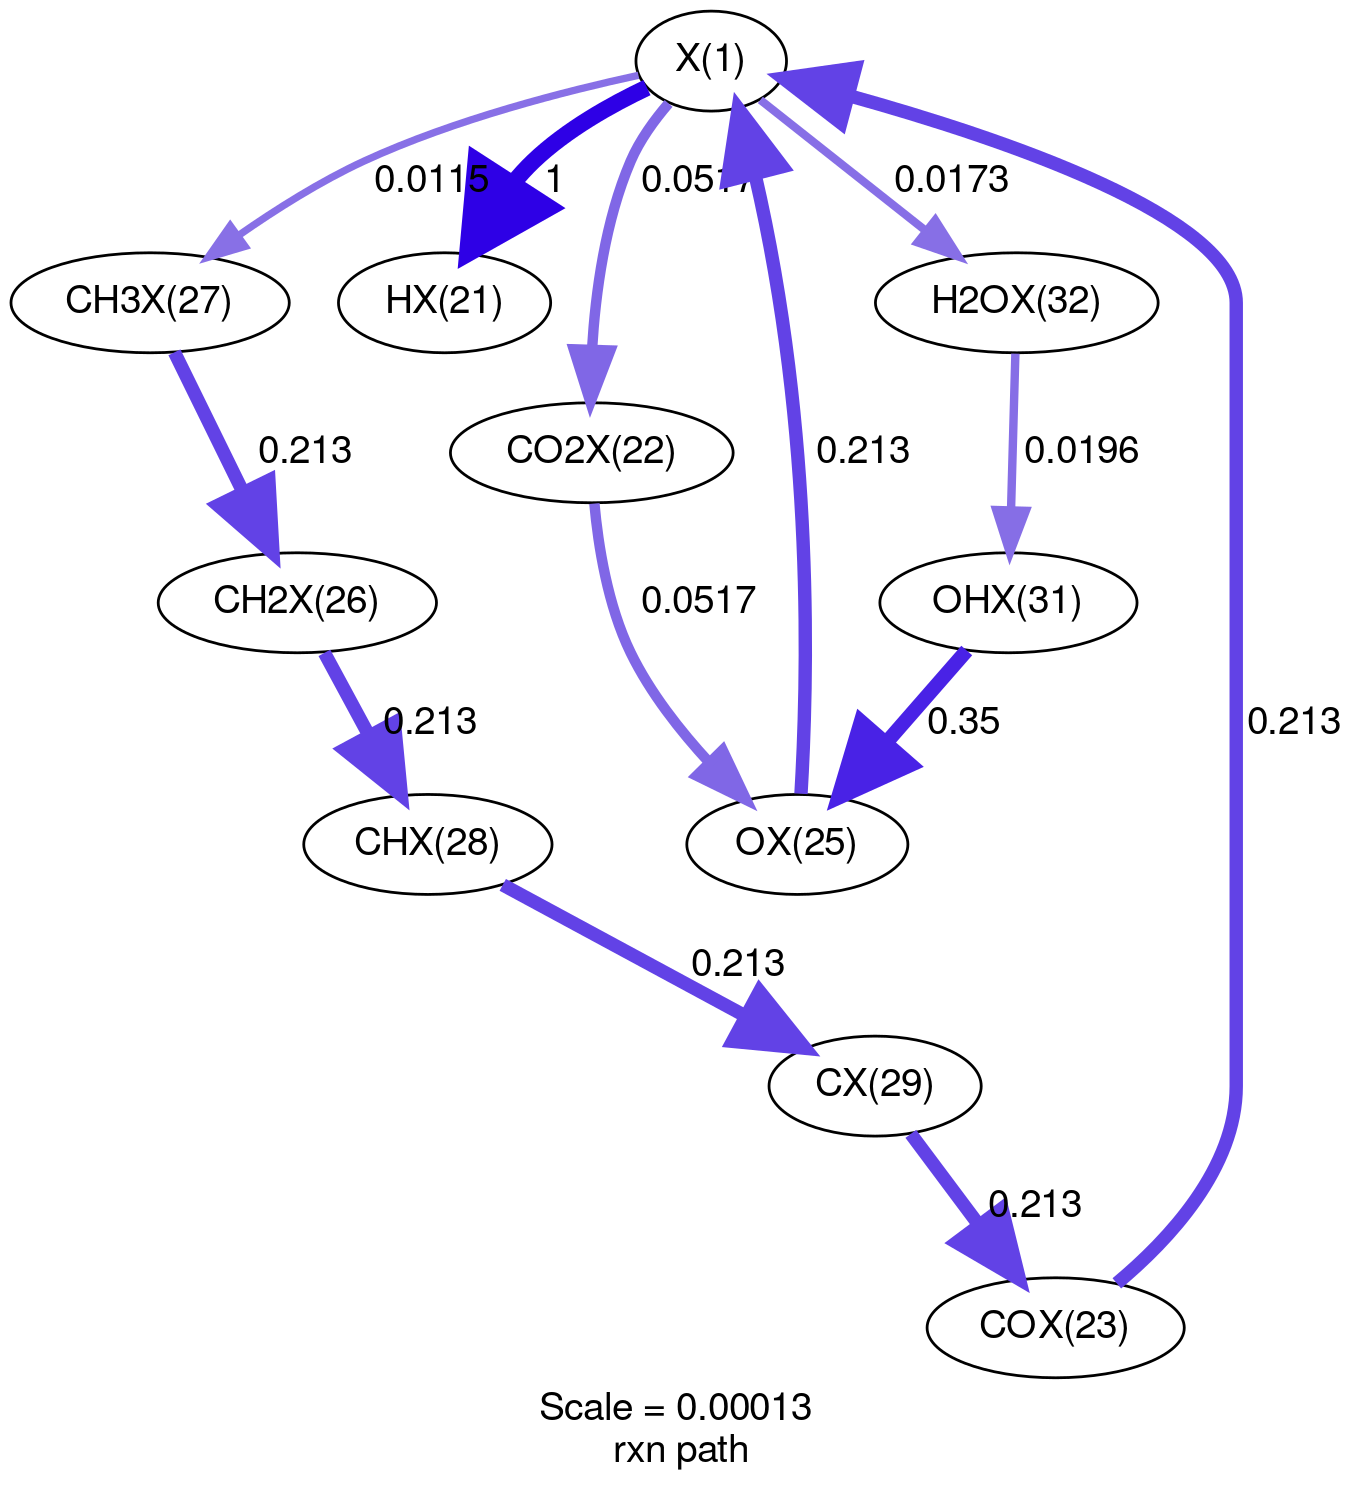 X(1)
0.0115
1
0.0517
0.0173
CH3X(27)
HX(21)
H2OX(32)
0.213
CO2X(22)
0.213
0.0196
CH2X(26)
0.0517
OHX(31)
0.213
0.35
0.213
CHX(28)
OX(25)
0.213
CX(29)
0.213
COX(23)
Scale = 0.00013
rxn path